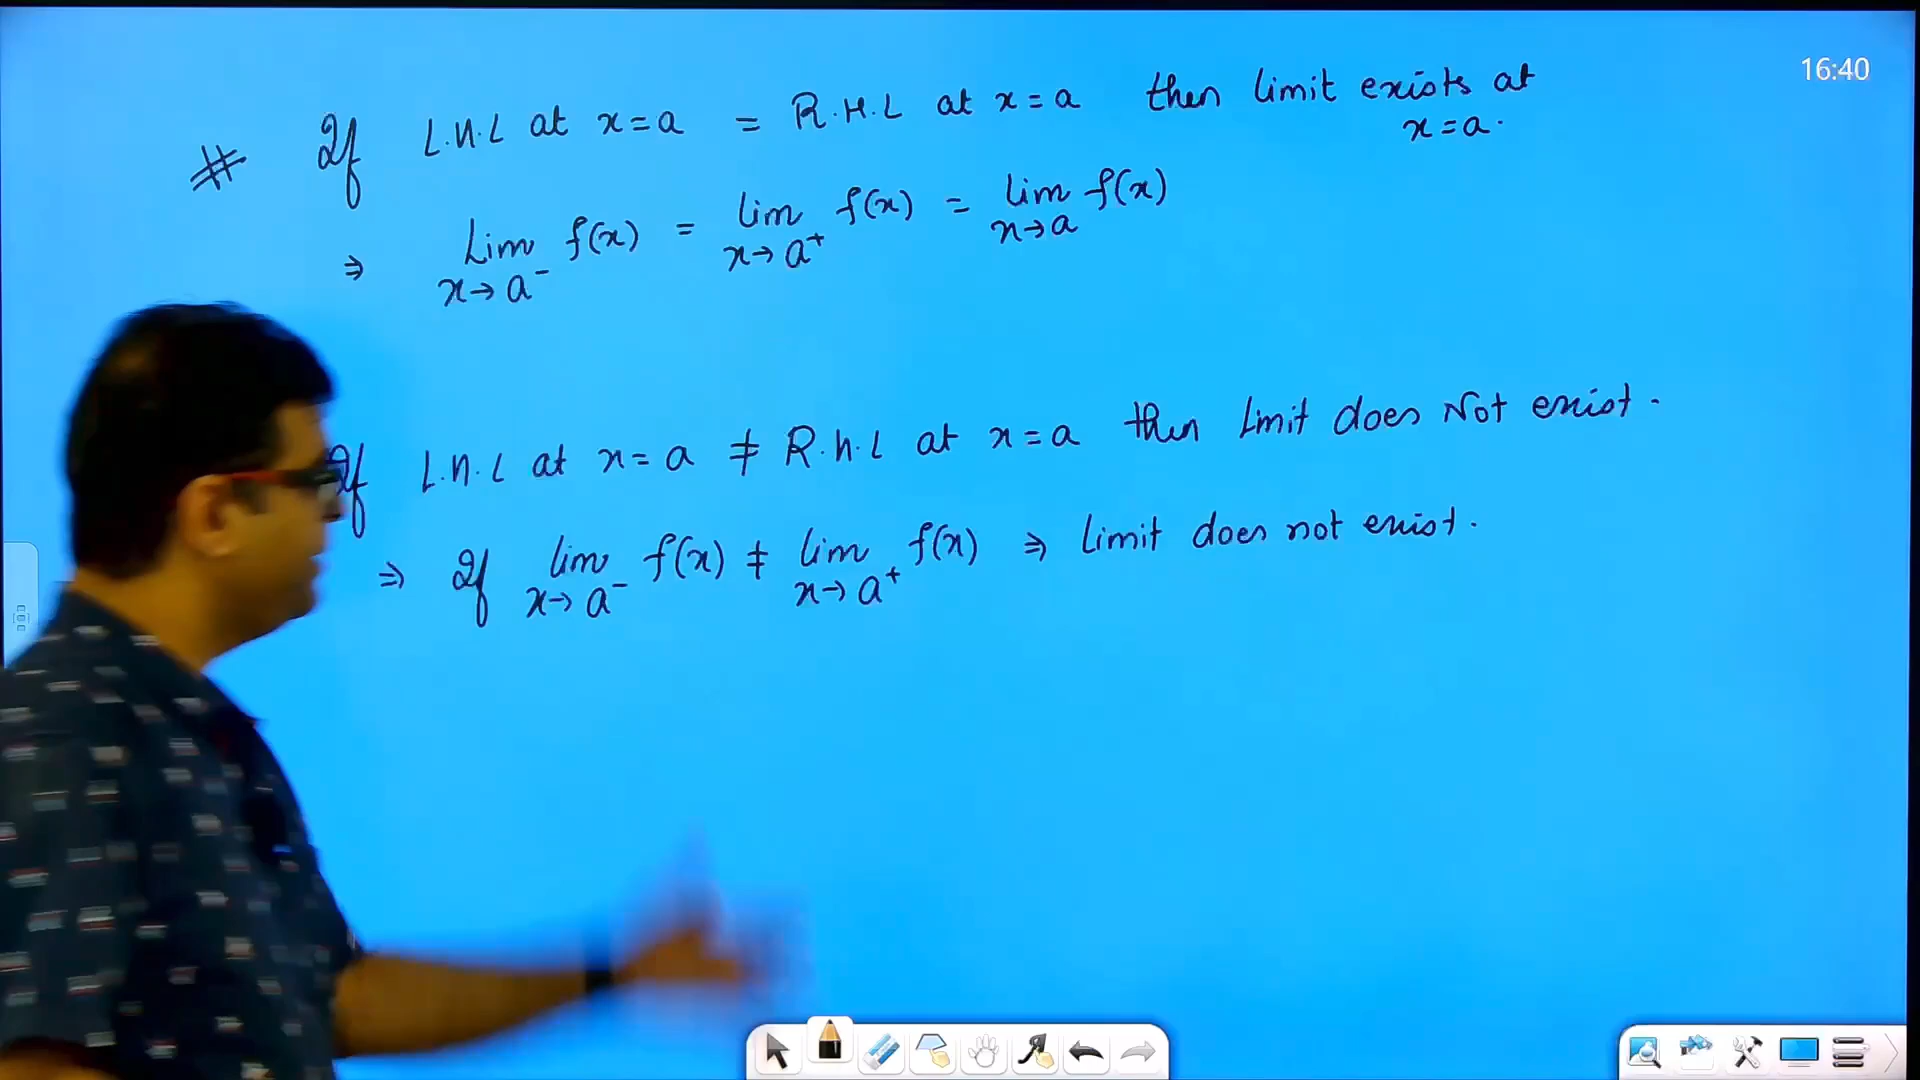 16:40
# If L.H.L at x=a = R.H.L at x=a then limit exists at
x=a.
⇒ Lim x→a⁻ f(x) = lim x→a⁺ f(x) = lim x→a f(x)
If L.H.L at x=a ≠ R.H.L at x=a then limit does Not exist.
⇒ If lim x→a⁻ f(x) ≠ lim x→a⁺ f(x) ⇒ limit does not exist.